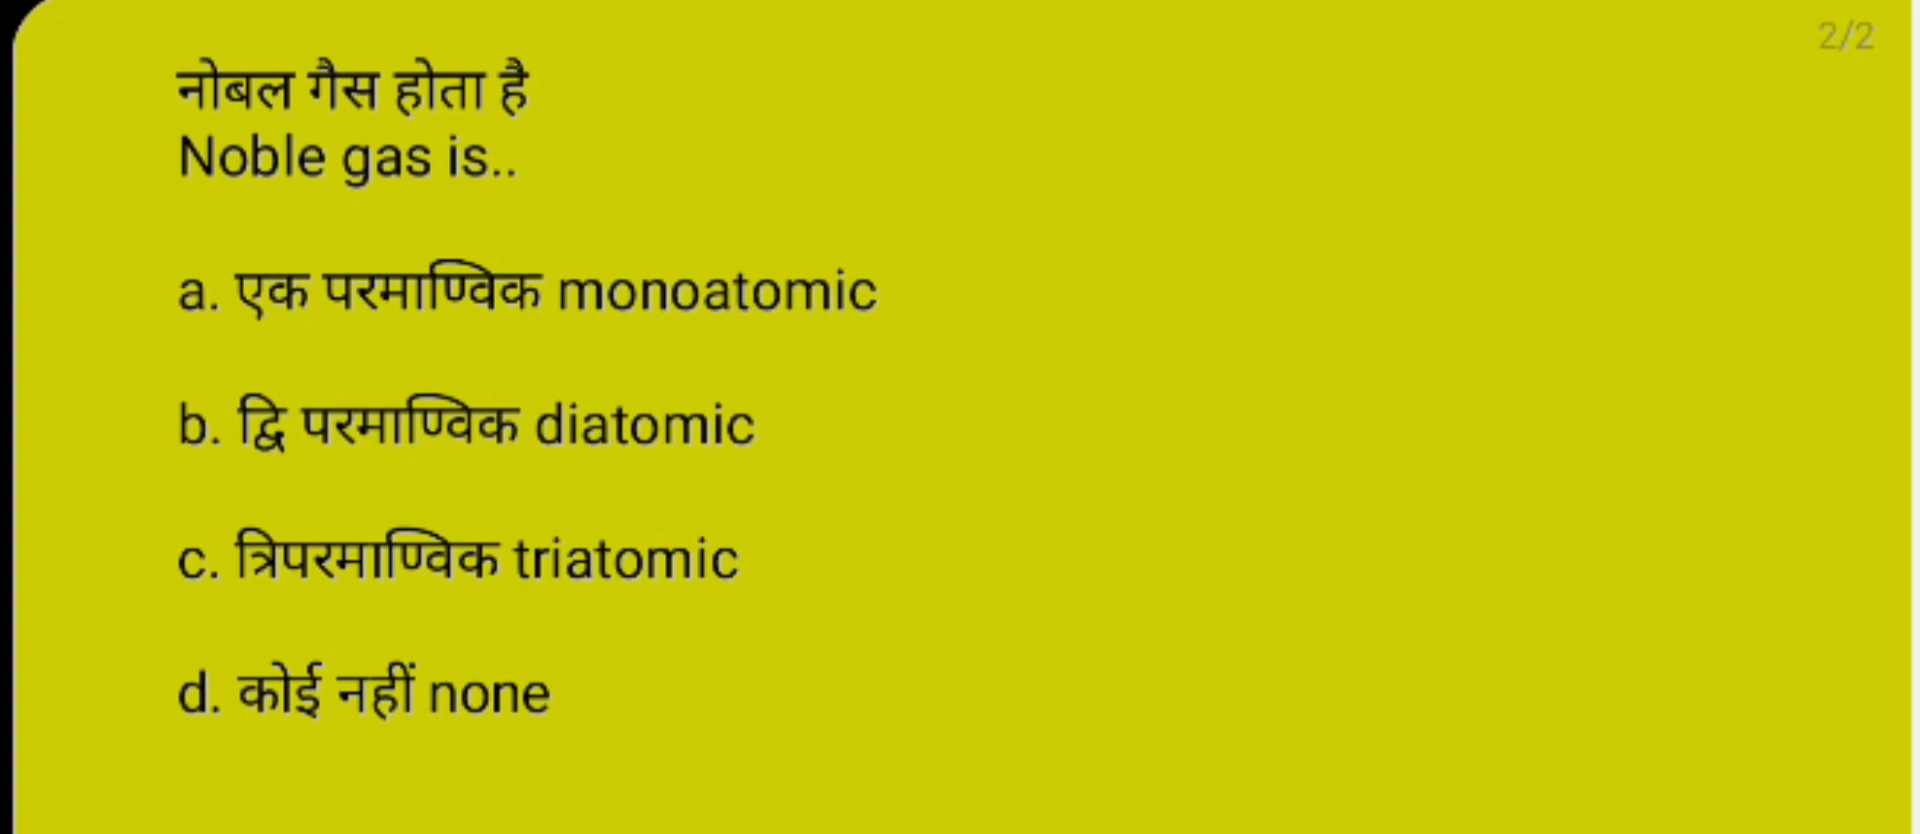 2/2
नोबल गैस होता है
Noble gas is..
a. एक परमाण्विक monoatomic
b. द्वि परमाण्विक diatomic
c. त्रिपरमाण्विक triatomic
d. कोई नहीं none